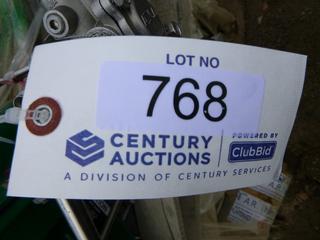 LOT NO
768
CENTURY
AUCTIONS
POWERED BY
ClubBid
A DIVISION OF CENTURY SERVICES